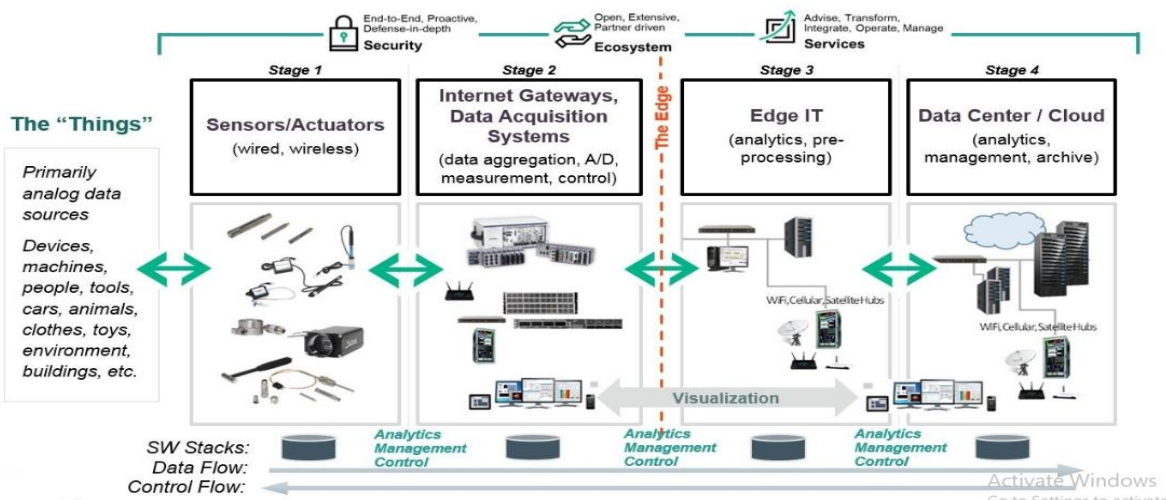 End-to-End, Proactive,
Defense-in-depth
Security
Open, Extensive,
Partner driven
Ecosystem
Advise, Transform,
Integrate, Operate, Manage
Services
The "Things"
Primarily
analog data
sources
Devices,
machines,
people, tools,
cars, animals,
clothes, toys,
environment,
buildings, etc.
Stage 1
Sensors/Actuators
(wired, wireless)
Stage 2
Internet Gateways,
Data Acquisition
Systems
(data aggregation, A/D,
measurement, control)
The Edge
Stage 3
Edge IT
(analytics, pre-
processing)
Stage 4
Data Center / Cloud
(analytics,
management, archive)
WiFi,Cellular,Satellite Hubs
WiFi,Cellular,Satellite Hubs
Visualization
SW Stacks:
Analytics
Management
Control
Analytics
Management
Control
Analytics
Management
Control
Data Flow:
Control Flow:
Activate Windows